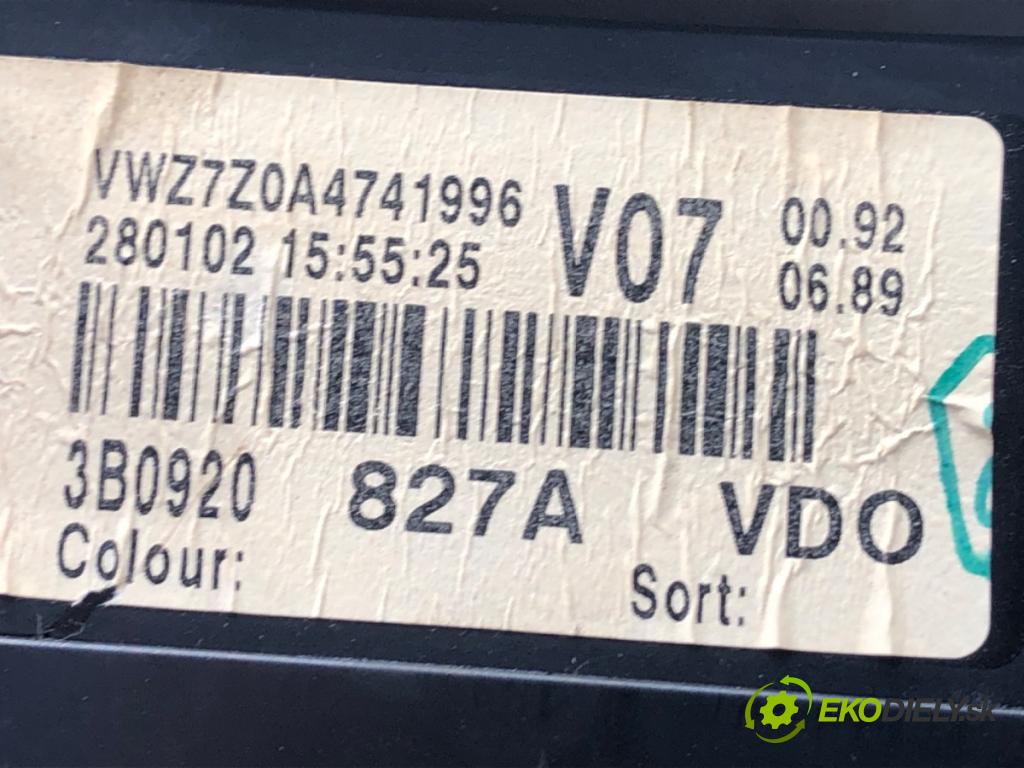 VWZ7Z0A4741996 V07 00.92
280102 15:55:25 06.89
3B0920 827A VDO
Colour: Sort:
EKODIELY.sk